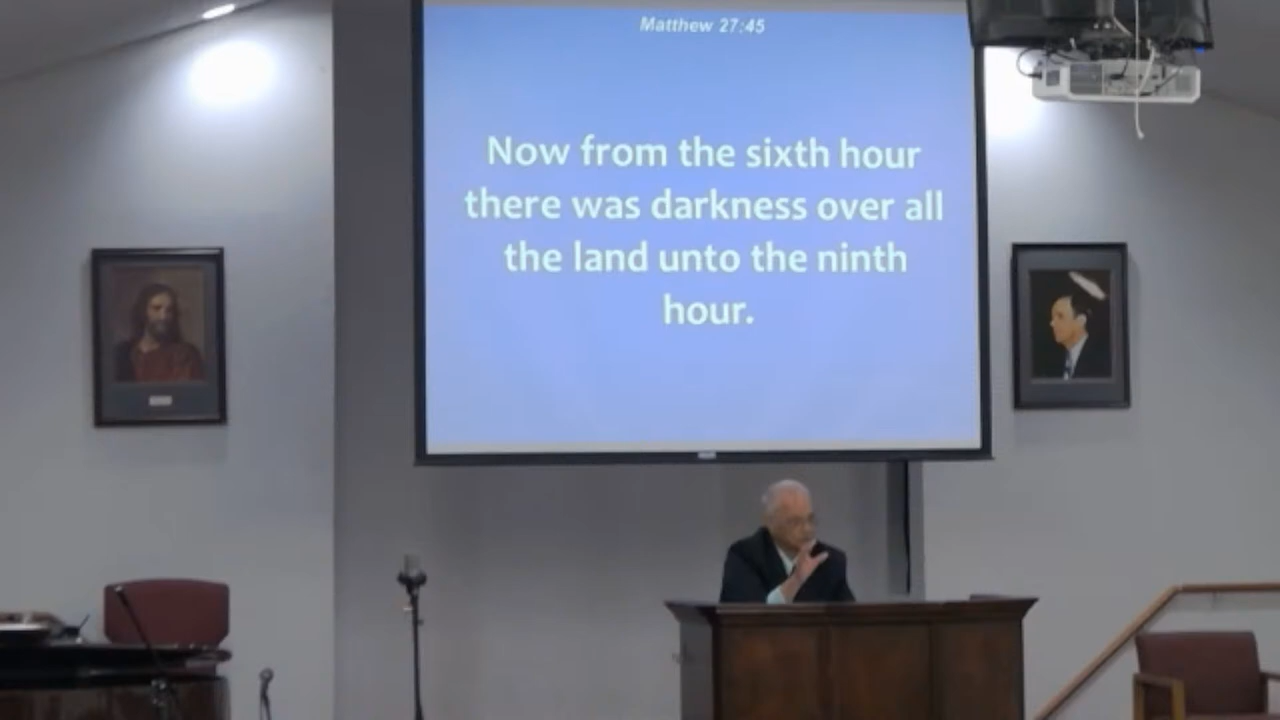 Matthew 27:45
Now from the sixth hour
there was darkness over all
the land unto the ninth
hour.